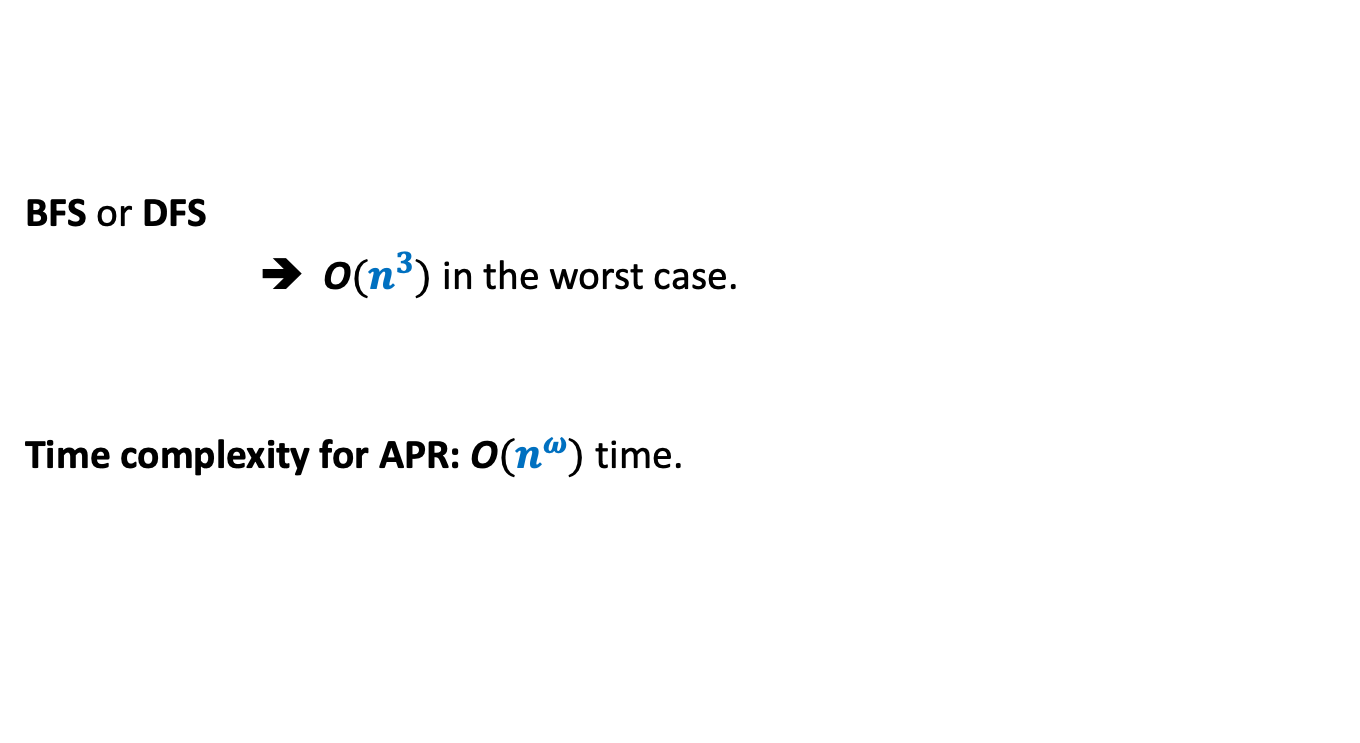 BFS or DFS
➔ O(n³) in the worst case.
Time complexity for APR: O(n^ω) time.